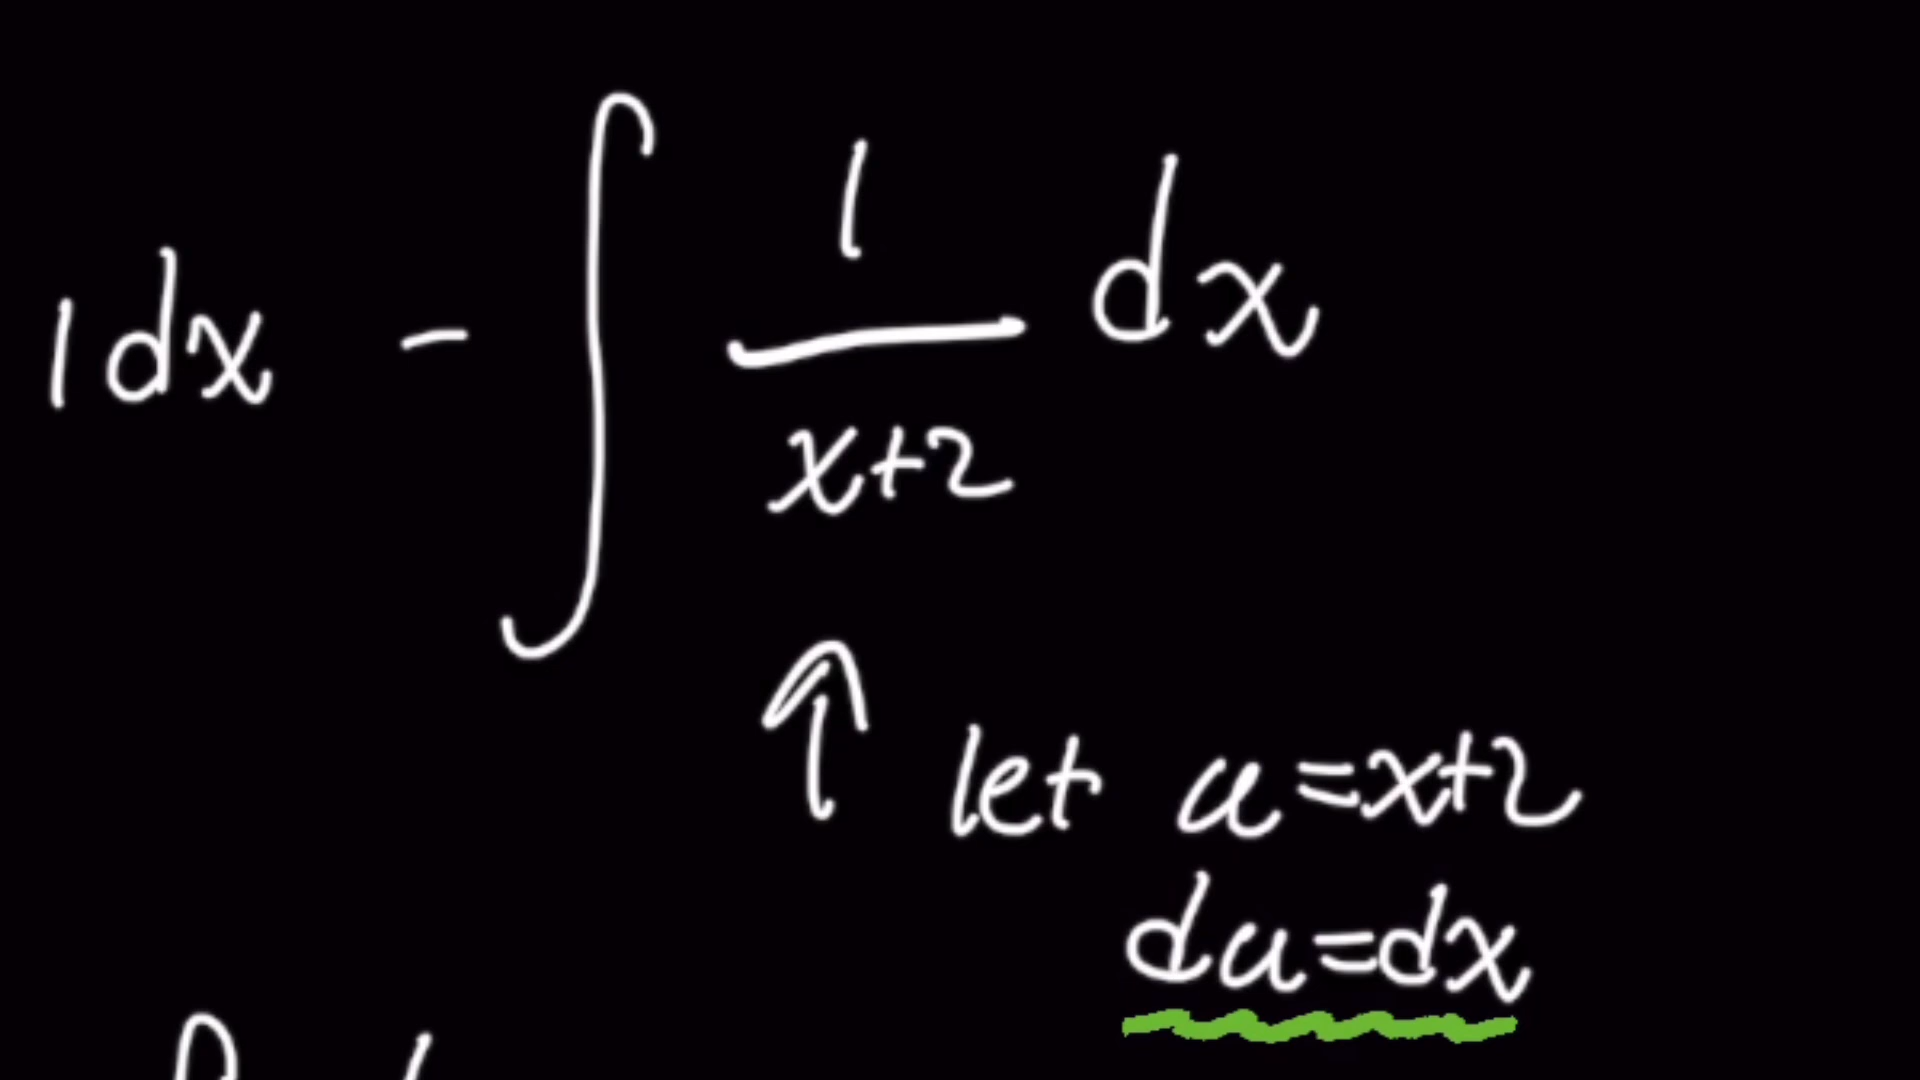 1dx - ∫ 1/(x+2) dx
↑ let u=x+2
du=dx